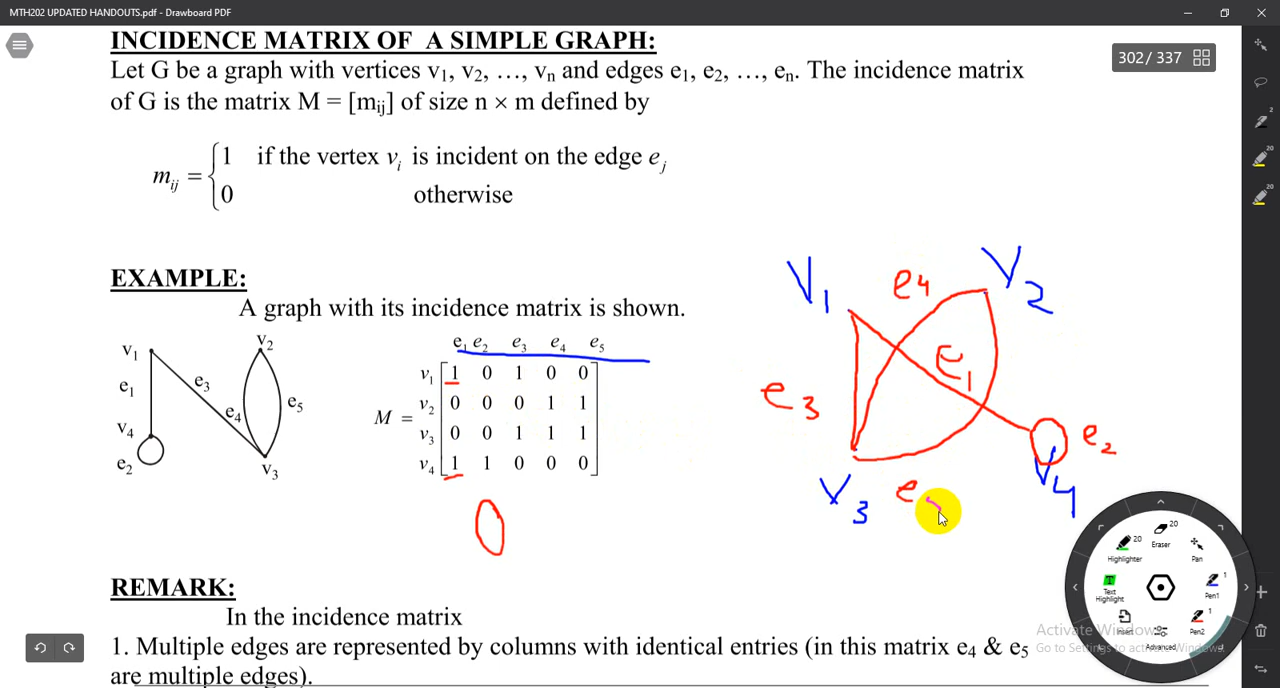 MTH202 UPDATED HANDOUTS.pdf - Drawboard PDF
302 / 337
INCIDENCE MATRIX OF A SIMPLE GRAPH:
Let G be a graph with vertices v1, v2, …, vn and edges e1, e2, …, en. The incidence matrix
of G is the matrix M = [mij] of size n × m defined by
mij = { 1 if the vertex vi is incident on the edge ej
0 otherwise
EXAMPLE:
A graph with its incidence matrix is shown.
v1 v2
e1 e3 e4 e5
v4
e2 v3
e1 e2 e3 e4 e5
v1 1 0 1 0 0
M = v2 0 0 0 1 1
v3 0 0 1 1 1
v4 1 1 0 0 0
0
V1 e4 V2
E1
e3 e2
V3 e V4
REMARK:
In the incidence matrix
1. Multiple edges are represented by columns with identical entries (in this matrix e4 & e5
are multiple edges).
20
Eraser
20
Highlighter
Pan
Text Highlight
1
Pen1
Insert
1
Pen2
Advanced
Activate Windows
Go to Settings to activate Windows.
2
20
20